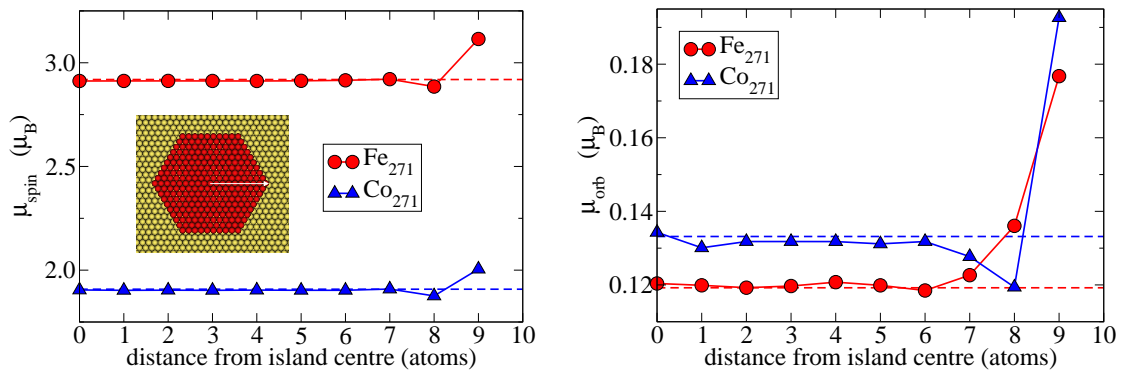 3.0
2.5
2.0
μspin (μB)
Fe271
Co271
0 1 2 3 4 5 6 7 8 9 10
distance from island centre (atoms)
Fe271
Co271
0.18
0.16
0.14
0.12
μorb (μB)
0 1 2 3 4 5 6 7 8 9 10
distance from island centre (atoms)